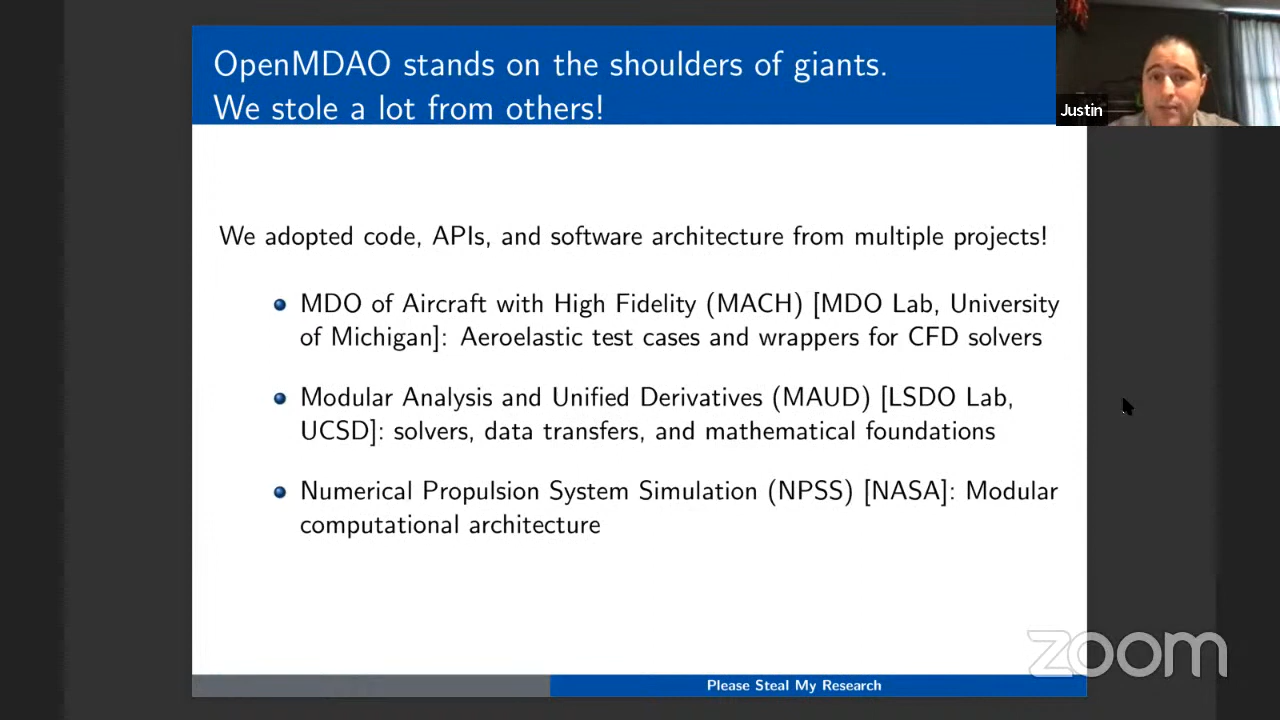 OpenMDAO stands on the shoulders of giants.
We stole a lot from others!
Justin
We adopted code, APIs, and software architecture from multiple projects!
MDO of Aircraft with High Fidelity (MACH) [MDO Lab, University
of Michigan]: Aeroelastic test cases and wrappers for CFD solvers
Modular Analysis and Unified Derivatives (MAUD) [LSDO Lab,
UCSD]: solvers, data transfers, and mathematical foundations
Numerical Propulsion System Simulation (NPSS) [NASA]: Modular
computational architecture
zoom
Please Steal My Research